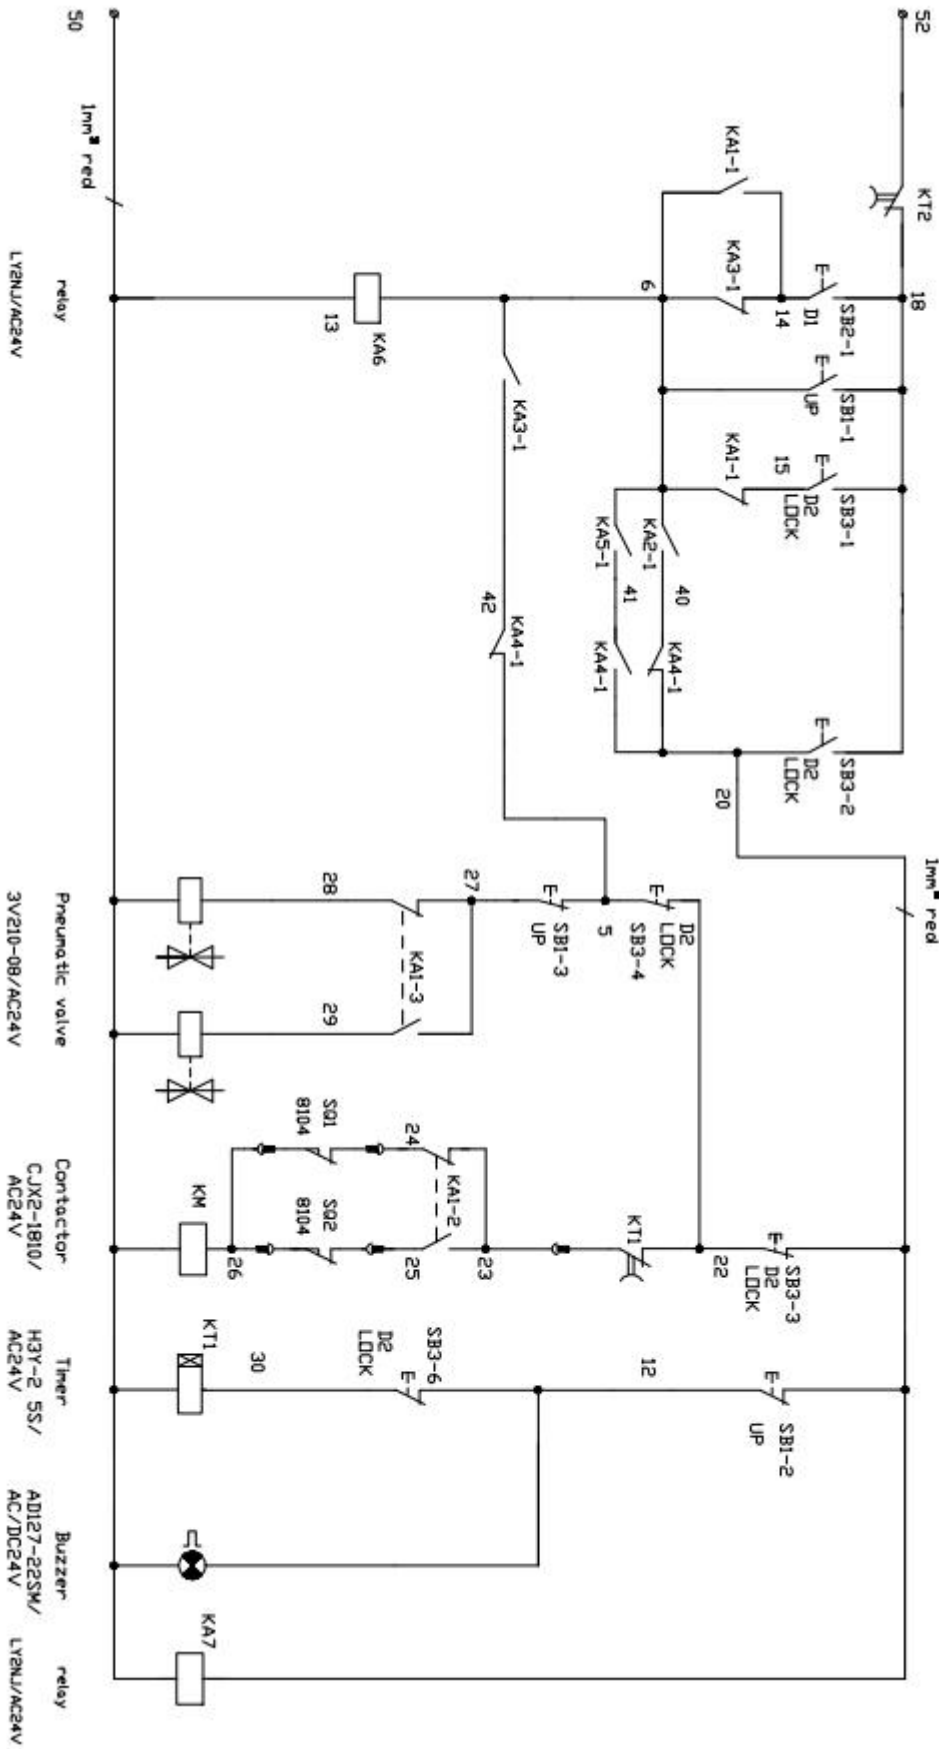 52
KT2
18
SB2-1
D1
14
KA3-1
KA1-1
6
SB1-1
UP
SB3-1
D2
LOCK
15
KA1-1
KA2-1
40
KA4-1
KA5-1
41
KA4-1
SB3-2
D2
LOCK
20
KA3-1
42
KA4-1
KA6
13
1mm² red
50
1mm² red
D2
LOCK
SB3-4
5
SB1-3
UP
27
KA1-3
28
29
SB3-3
D2
LOCK
22
KT1
23
KA1-2
24
25
SQ1
8104
SQ2
8104
26
KM
SB1-2
UP
12
SB3-6
D2
LOCK
30
KT1
KA7
relay
LY2NJ/AC24V
Pneumatic valve
3V210-08/AC24V
Contactor
CJX2-1810/
AC24V
Timer
H3Y-2 5S/
AC24V
Buzzer
AD127-22SM/
AC/DC24V
relay
LY2NJ/AC24V